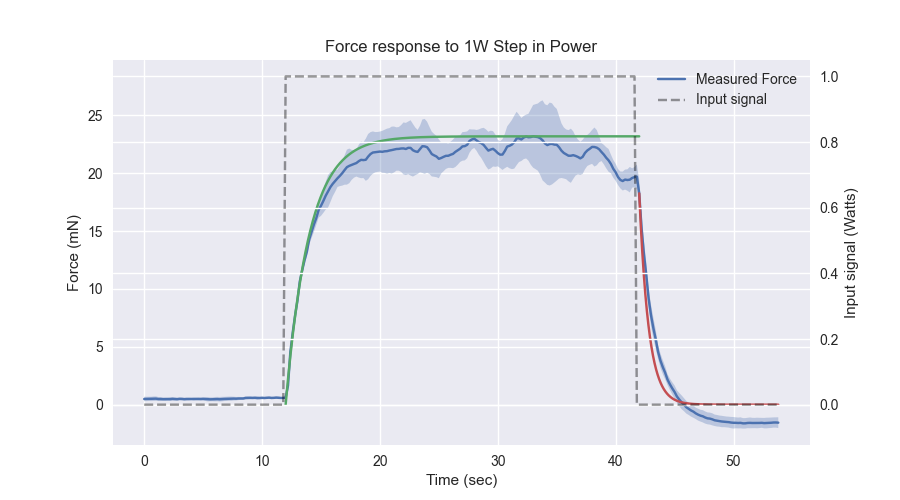 Force response to 1W Step in Power
Measured Force
Input signal
25
20
15
10
5
0
Force (mN)
1.0
0.8
0.6
0.4
0.2
0.0
Input signal (Watts)
0 10 20 30 40 50
Time (sec)